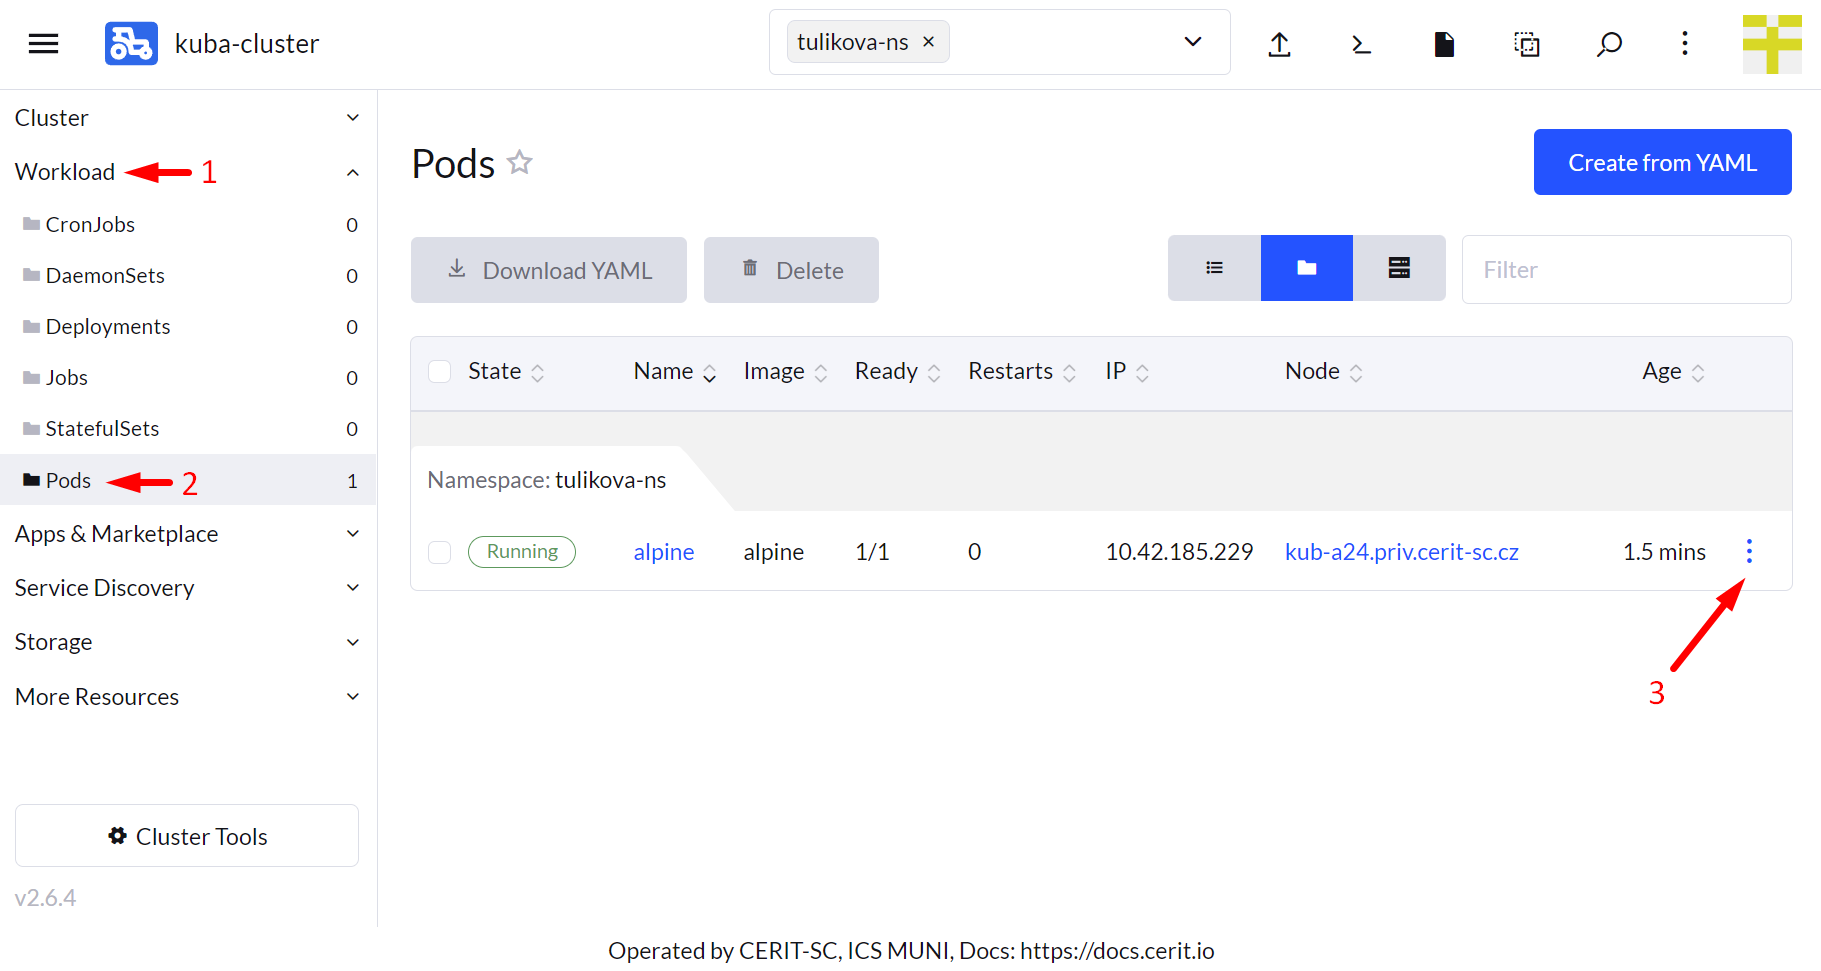 kuba-cluster
tulikova-ns ×
Cluster
Workload 1
CronJobs 0
DaemonSets 0
Deployments 0
Jobs 0
StatefulSets 0
Pods 2 1
Apps & Marketplace
Service Discovery
Storage
More Resources
Cluster Tools
v2.6.4
Pods
Create from YAML
Download YAML
Delete
Filter
State Name Image Ready Restarts IP Node Age
Namespace: tulikova-ns
Running alpine alpine 1/1 0 10.42.185.229 kub-a24.priv.cerit-sc.cz 1.5 mins
3
Operated by CERIT-SC, ICS MUNI, Docs: https://docs.cerit.io